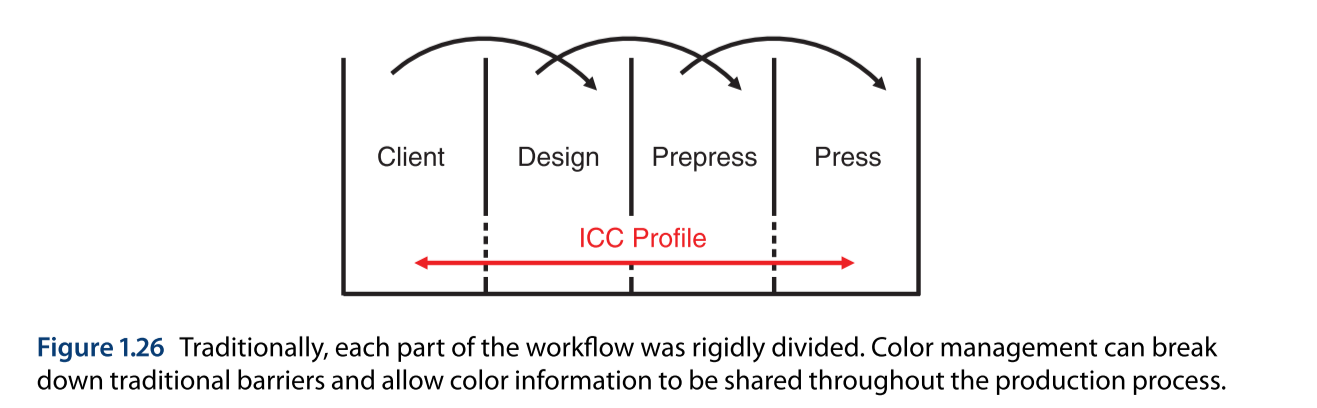 Client Design Prepress Press
ICC Profile
Figure 1.26 Traditionally, each part of the workflow was rigidly divided. Color management can break
down traditional barriers and allow color information to be shared throughout the production process.